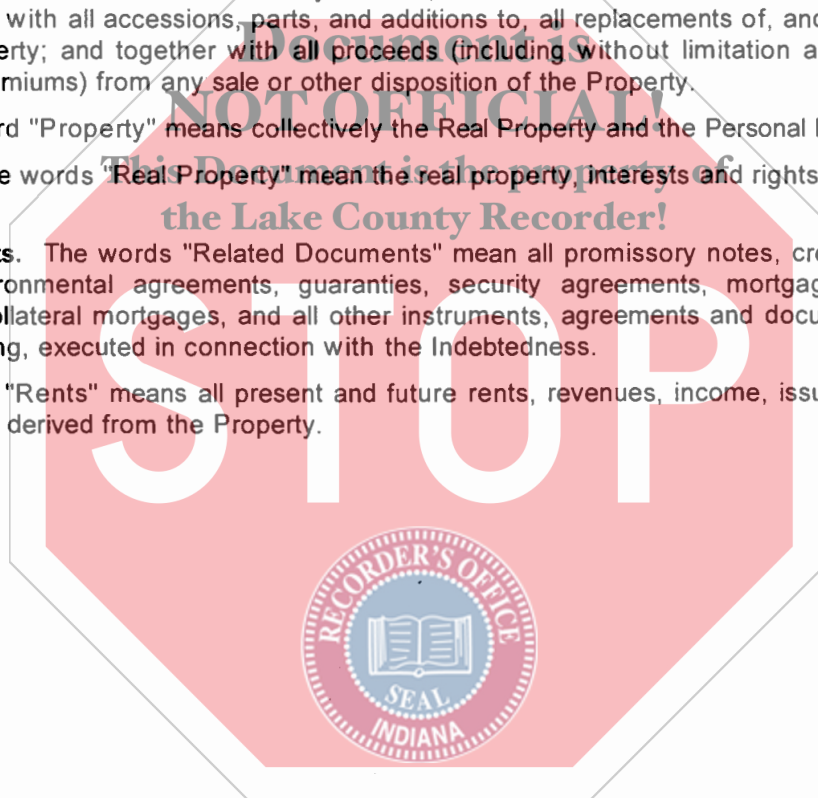 with all accessions, parts, and additions to, all replacements of, and
erty; and together with all proceeds (including without limitation a
miums) from any sale or other disposition of the Property.
rd "Property" means collectively the Real Property and the Personal
e words "Real Property" mean the real property, interests and rights
s. The words "Related Documents" mean all promissory notes, cre
ronmental agreements, guaranties, security agreements, mortgag
ollateral mortgages, and all other instruments, agreements and docu
ng, executed in connection with the Indebtedness.
"Rents" means all present and future rents, revenues, income, issu
derived from the Property.
Document is
NOT OFFICIAL!
This Document is the property of
the Lake County Recorder!
STOP
RECORDER'S OFFICE
SEAL
INDIANA